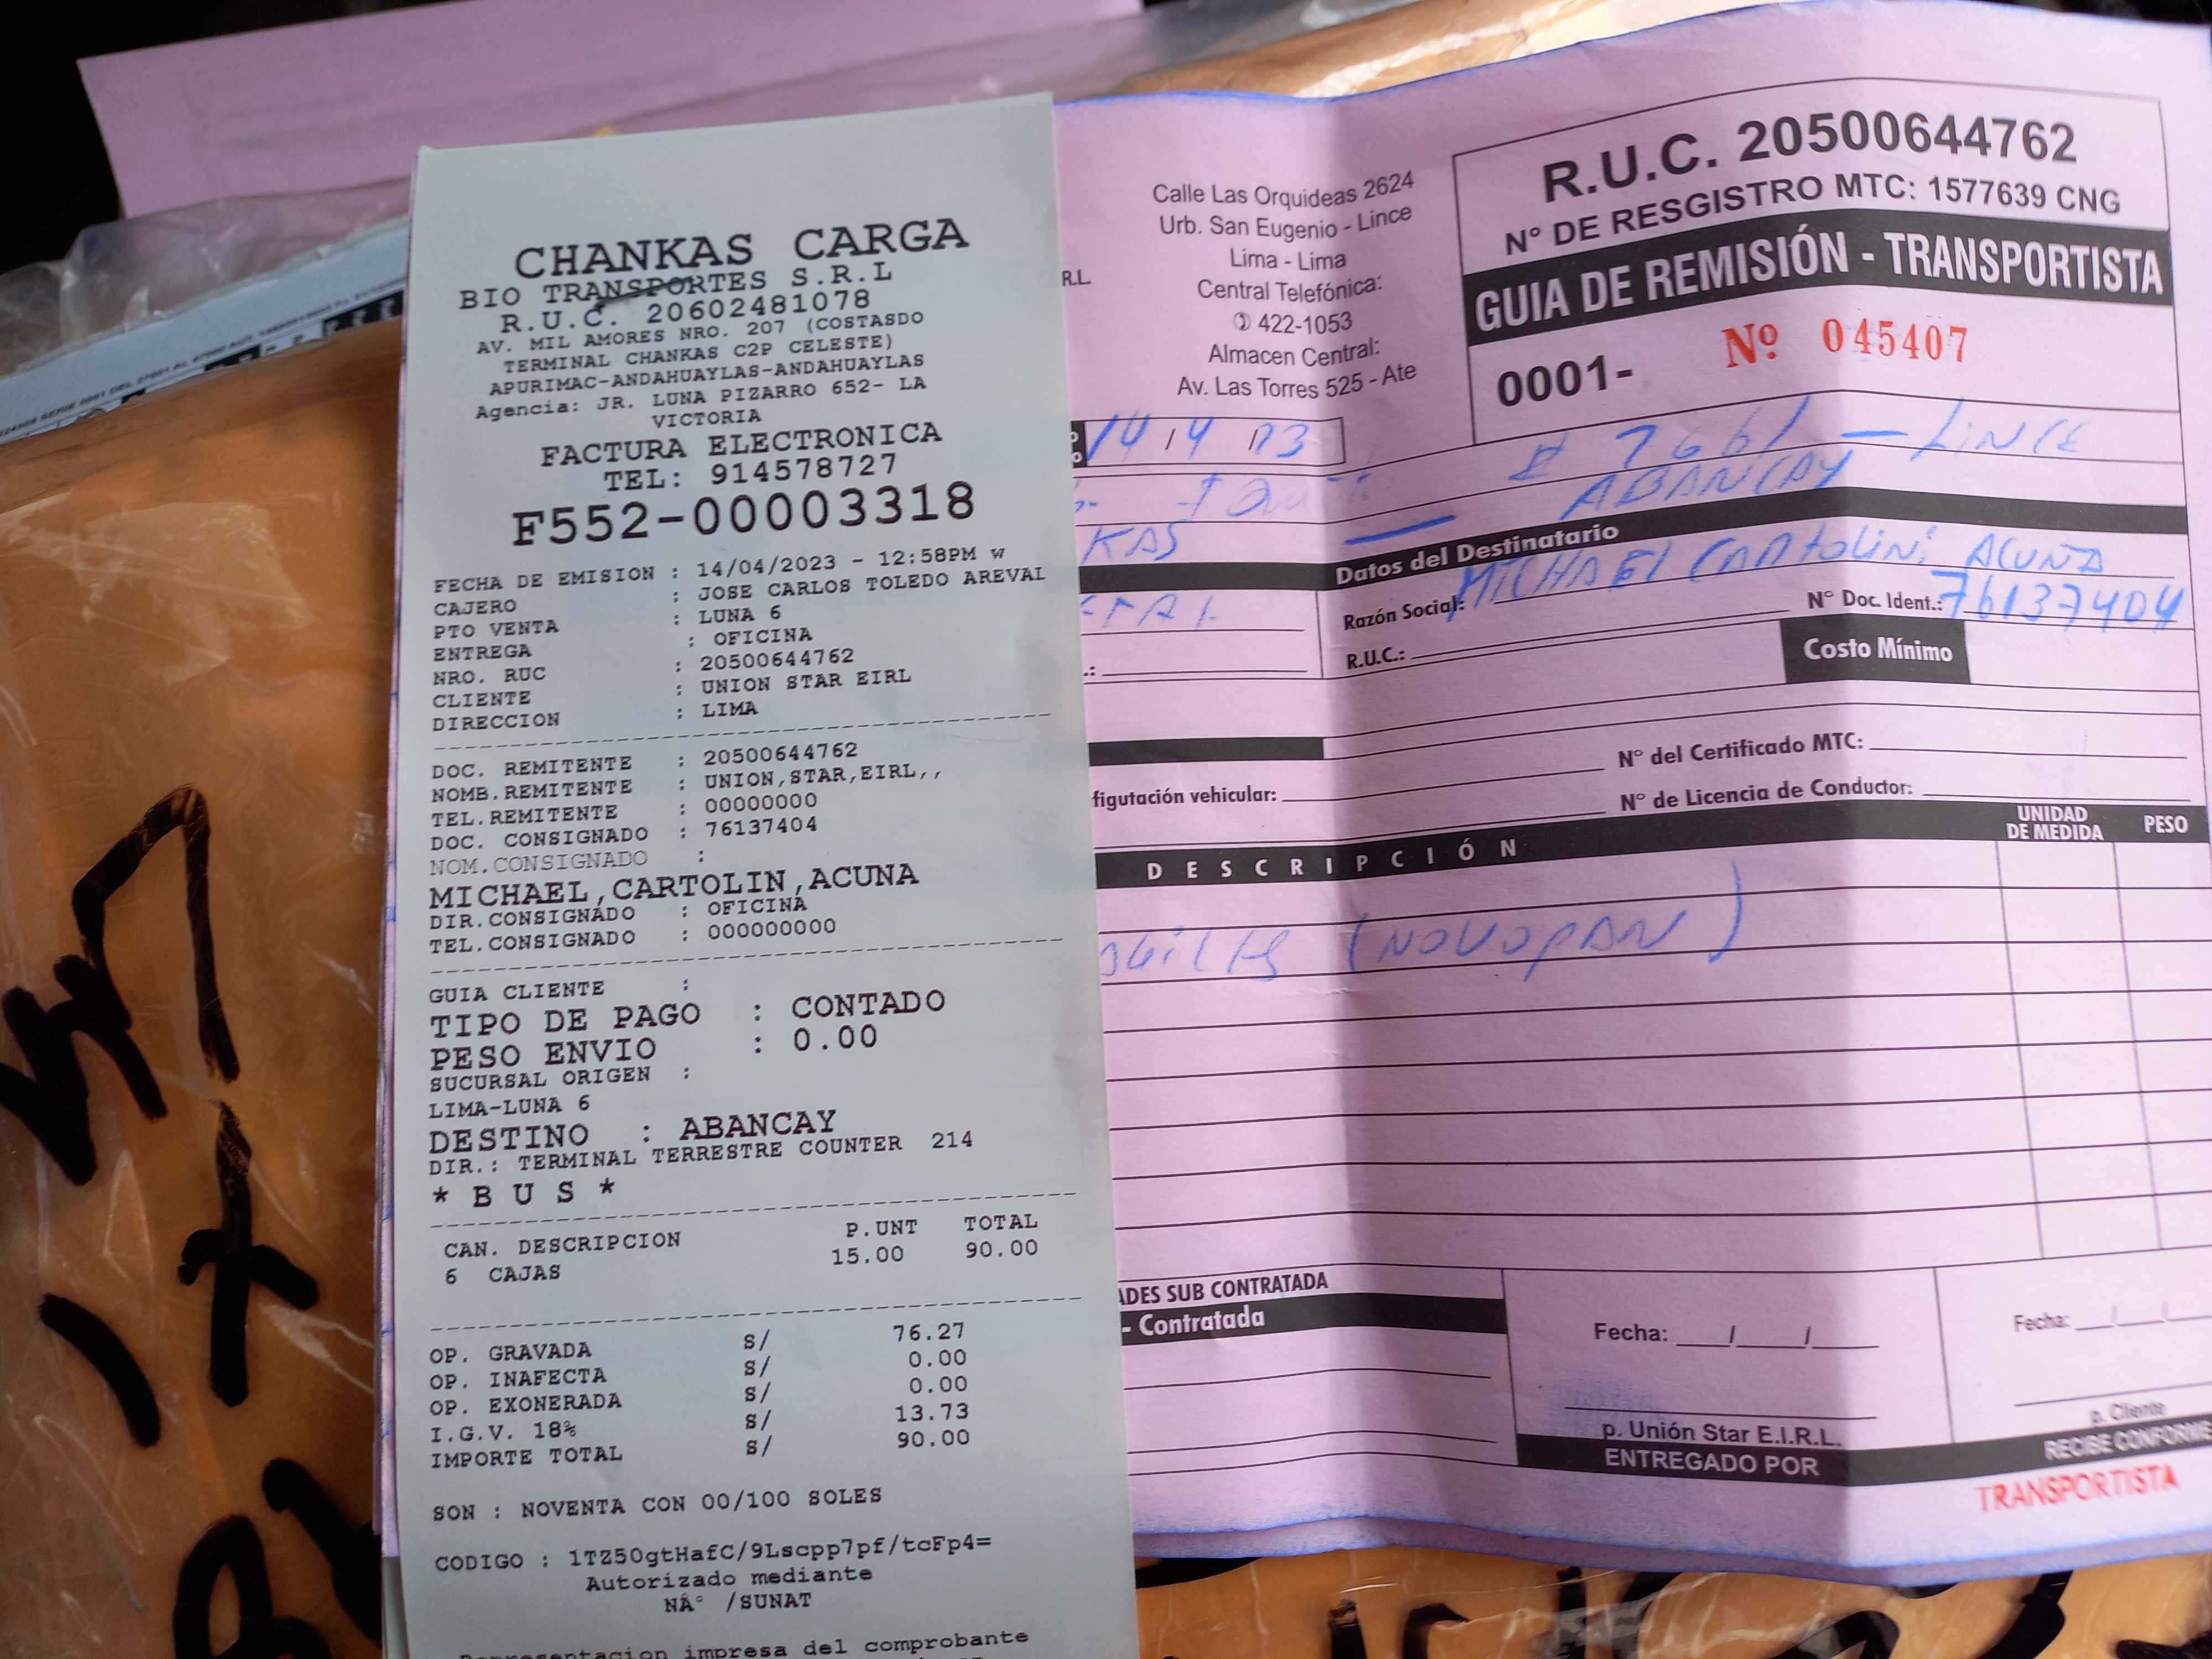 CHANKAS CARGA
BIO TRANSPORTES S.R.L
R.U.C. 20602481078
AV. MIL AMORES NRO. 207 (COSTASDO
TERMINAL CHANKAS C2P CELESTE)
APURIMAC-ANDAHUAYLAS-ANDAHUAYLAS
Agencia: JR. LUNA PIZARRO 652- LA
VICTORIA
FACTURA ELECTRONICA
TEL: 914578727
F552-00003318
FECHA DE EMISION : 14/04/2023 - 12:58PM w
CAJERO : JOSE CARLOS TOLEDO AREVAL
PTO VENTA : LUNA 6
ENTREGA : OFICINA
NRO. RUC : 20500644762
CLIENTE : UNION STAR EIRL
DIRECCION : LIMA
DOC. REMITENTE : 20500644762
NOMB.REMITENTE : UNION,STAR,EIRL,,
TEL.REMITENTE : 00000000
DOC. CONSIGNADO : 76137404
NOM.CONSIGNADO :
MICHAEL,CARTOLIN,ACUNA
DIR.CONSIGNADO : OFICINA
TEL.CONSIGNADO : 000000000
GUIA CLIENTE :
TIPO DE PAGO : CONTADO
PESO ENVIO : 0.00
SUCURSAL ORIGEN :
LIMA-LUNA 6
DESTINO : ABANCAY
DIR.: TERMINAL TERRESTRE COUNTER 214
* B U S *
CAN. DESCRIPCION P.UNT TOTAL
6 CAJAS 15.00 90.00
OP. GRAVADA S/ 76.27
OP. INAFECTA S/ 0.00
OP. EXONERADA S/ 0.00
I.G.V. 18% S/ 13.73
IMPORTE TOTAL S/ 90.00
SON : NOVENTA CON 00/100 SOLES
CODIGO : 1TZ50gtHafC/9Lscpp7pf/tcFp4=
Autorizado mediante
NÂ° /SUNAT
Representacion impresa del comprobante
R.L
Calle Las Orquideas 2624
Urb. San Eugenio - Lince
Lima - Lima
Central Telefónica:
422-1053
Almacen Central:
Av. Las Torres 525 - Ate
R.U.C. 20500644762
N° DE RESGISTRO MTC: 1577639 CNG
GUIA DE REMISIÓN - TRANSPORTISTA
0001- Nº 045407
14 / 4
# 7661 — LINCE
KAS — ABANCAY
Datos del Destinatario
Razón Social: MICHAEL CARTOLINI ACUNA
N° Doc. Ident.: 76137404
R.U.C.:
Costo Mínimo
N° del Certificado MTC:
figutación vehicular:
N° de Licencia de Conductor:
DESCRIPCIÓN UNIDAD DE MEDIDA PESO
(NOVOPAN)
ADES SUB CONTRATADA
- Contratada
Fecha: / /
p. Unión Star E.I.R.L.
ENTREGADO POR
Fecha: / /
p. Cliente
RECIBE CONFORME
TRANSPORTISTA